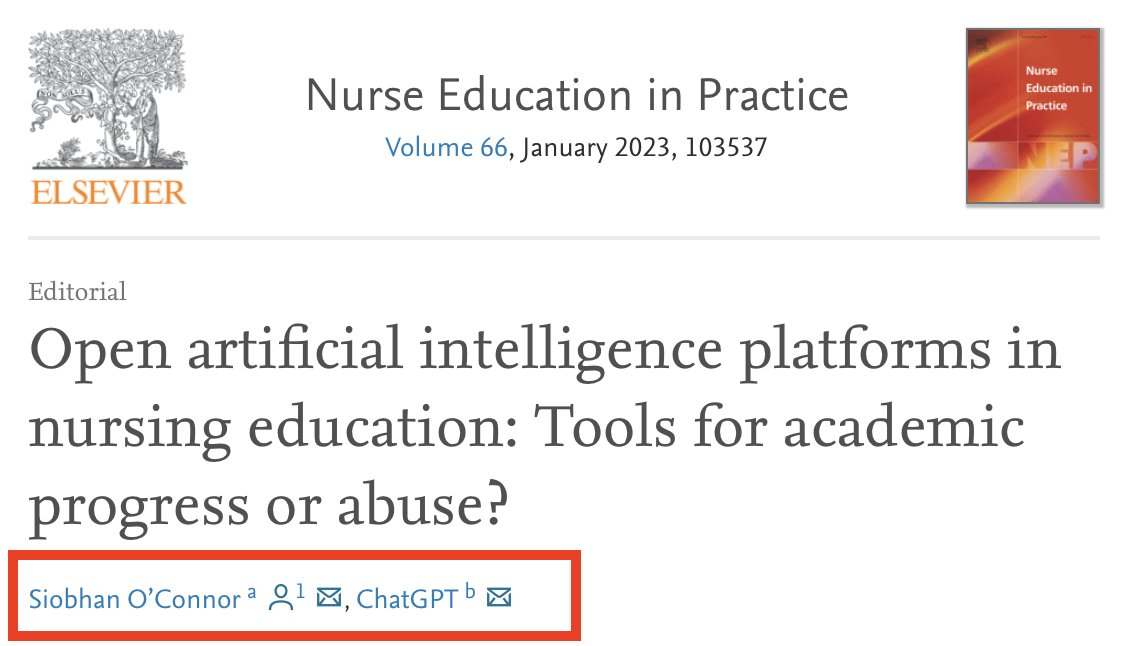 ELSEVIER
Nurse Education in Practice
Volume 66, January 2023, 103537
Nurse
Education in
Practice
NEP
Editorial
Open artificial intelligence platforms in
nursing education: Tools for academic
progress or abuse?
Siobhan O’Connor a 1, ChatGPT b